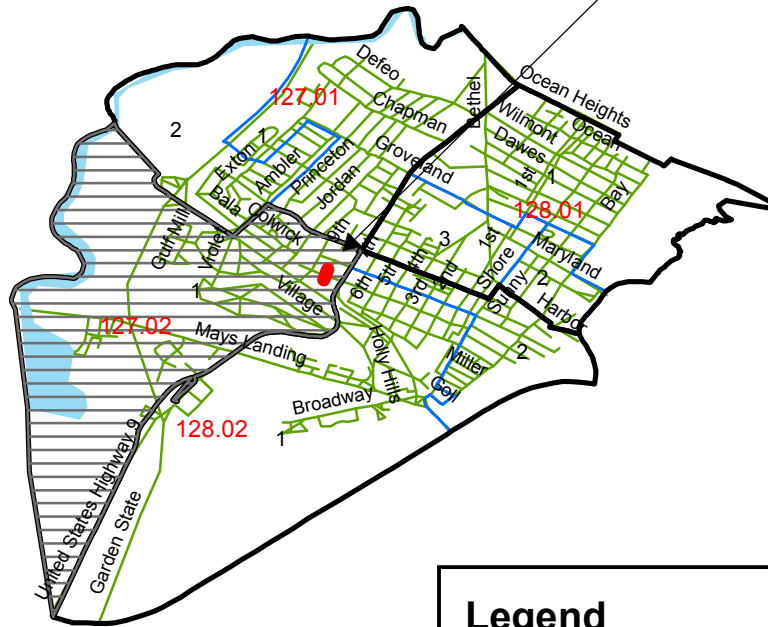 Defeo
Ocean Heights
127.01
Chapman
Bethel
Wilmont
Ocean
2
Dawes
Groveland
Exton
Ambler
Princeton
Jordan
1st
1
Bala
Bay
128.01
Colwick
Gulf Mill
Violet
3
1st
Maryland
Shore
4th
5th
2nd
6th
3rd
Sunny
2
Village
1
Harbor
127.02
Mays Landing
Holly Hills
Miller
2
Goll
Broadway
128.02
1
United States Highway 9
Garden State
Legend